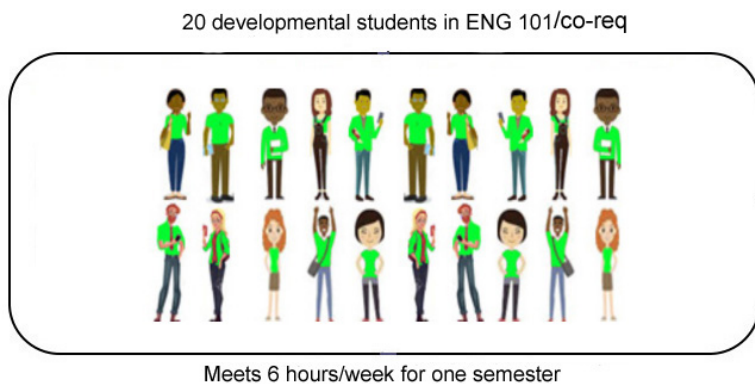 20 developmental students in ENG 101/co-req
Meets 6 hours/week for one semester